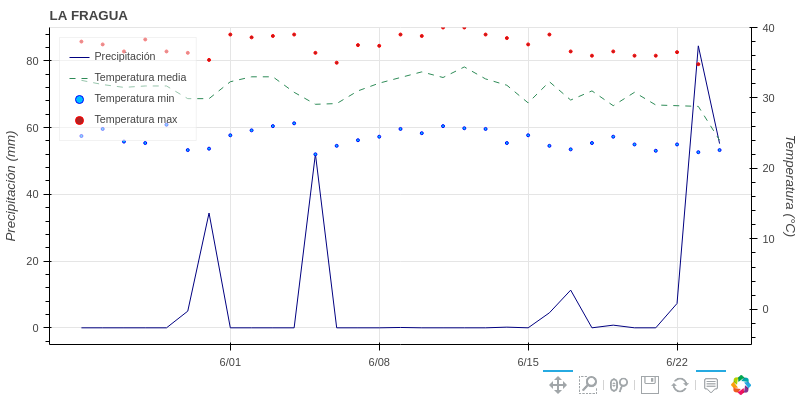 LA FRAGUA
Precipitación
Temperatura media
Temperatura min
Temperatura max
Precipitación (mm)
80
60
40
20
0
Temperatura (°C)
40
30
20
10
0
6/01
6/08
6/15
6/22